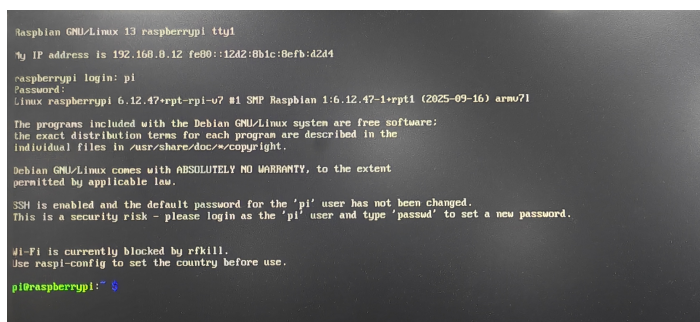 Raspbian GNU/Linux 13 raspberrypi tty1
My IP address is 192.168.0.12 fe80::12d2:8b1c:8efb:d2d4
raspberrypi login: pi
Password:
Linux raspberrypi 6.12.47+rpt-rpi-v7 #1 SMP Raspbian 1:6.12.47-1+rpt1 (2025-09-16) armv7l
The programs included with the Debian GNU/Linux system are free software;
the exact distribution terms for each program are described in the
individual files in /usr/share/doc/*/copyright.
Debian GNU/Linux comes with ABSOLUTELY NO WARRANTY, to the extent
permitted by applicable law.
SSH is enabled and the default password for the 'pi' user has not been changed.
This is a security risk - please login as the 'pi' user and type 'passwd' to set a new password.
Wi-Fi is currently blocked by rfkill.
Use raspi-config to set the country before use.
pi@raspberrypi:~ $